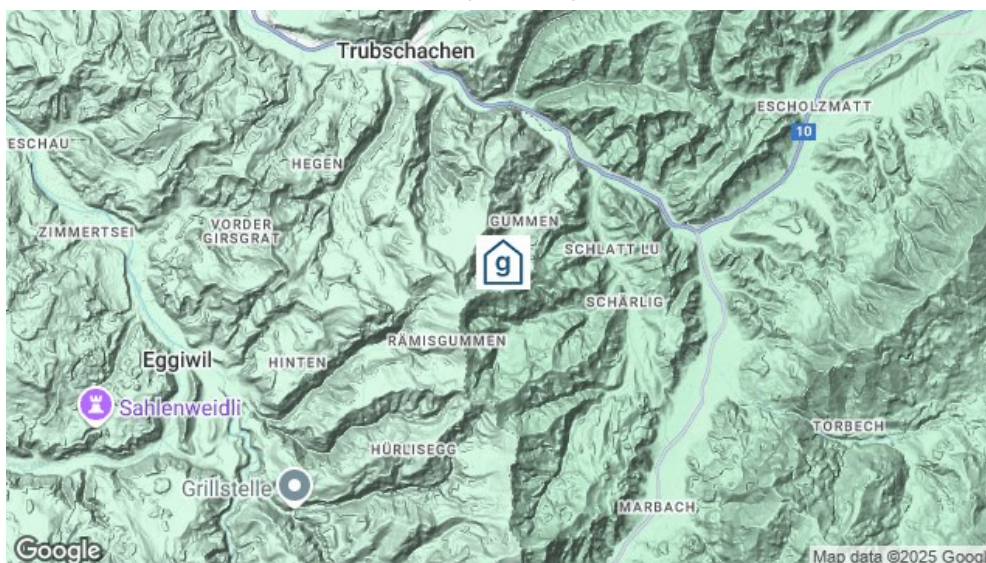 Trubschachen
ESCHOLZMATT
10
ESCHAU
HEGEN
ZIMMERTSEI
VORDER
GIRSGRAT
GUMMEN
g
SCHLATT LU
SCHÄRLIG
RÄMISGUMMEN
Eggiwil
HINTEN
Sahlenweidli
TORBECH
HÜRLISEGG
Grillstelle
MARBACH
Google
Map data ©2025 Googl